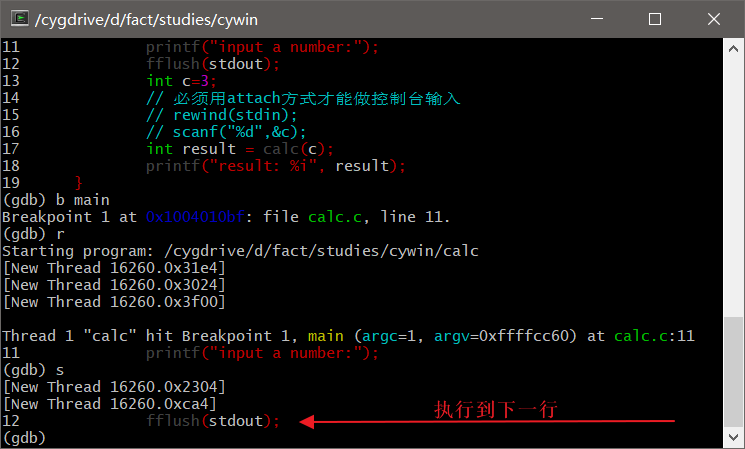 /cygdrive/d/fact/studies/cywin
11 printf("input a number:");
12 fflush(stdout);
13 int c=3;
14 // 必须用attach方式才能做控制台输入
15 // rewind(stdin);
16 // scanf("%d",&c);
17 int result = calc(c);
18 printf("result: %i", result);
19 }
(gdb) b main
Breakpoint 1 at 0x1004010bf: file calc.c, line 11.
(gdb) r
Starting program: /cygdrive/d/fact/studies/cywin/calc
[New Thread 16260.0x31e4]
[New Thread 16260.0x3024]
[New Thread 16260.0x3f00]
Thread 1 "calc" hit Breakpoint 1, main (argc=1, argv=0xffffcc60) at calc.c:11
11 printf("input a number:");
(gdb) s
[New Thread 16260.0x2304]
[New Thread 16260.0xca4]
12 fflush(stdout); 执行到下一行
(gdb)